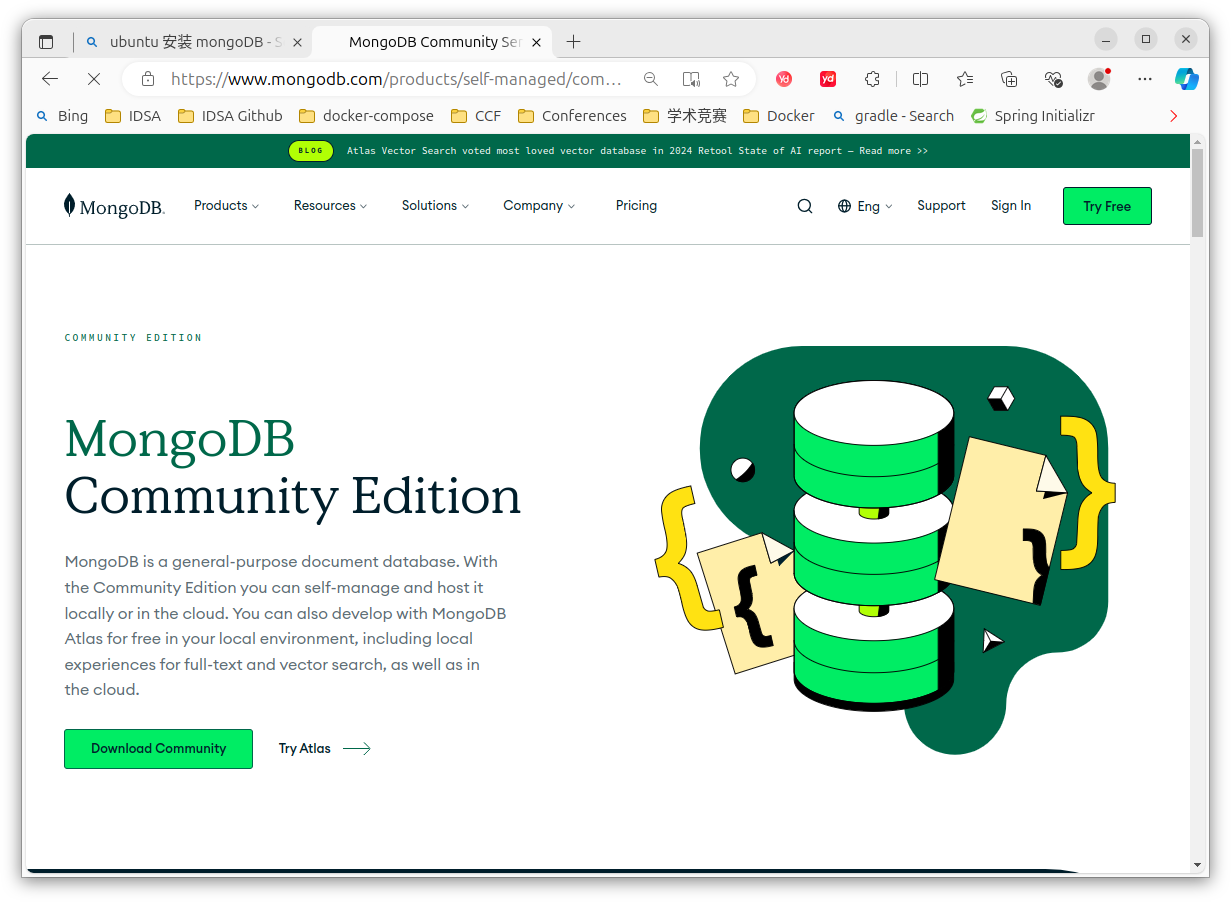 ubuntu 安装 mongoDB - S
MongoDB Community Ser
https://www.mongodb.com/products/self-managed/com...
Bing
IDSA
IDSA Github
docker-compose
CCF
Conferences
学术竞赛
Docker
gradle - Search
Spring Initializr
BLOG
Atlas Vector Search voted most loved vector database in 2024 Retool State of AI report — Read more >>
MongoDB.
Products
Resources
Solutions
Company
Pricing
Eng
Support
Sign In
Try Free
COMMUNITY EDITION
MongoDB
Community Edition
MongoDB is a general-purpose document database. With
the Community Edition you can self-manage and host it
locally or in the cloud. You can also develop with MongoDB
Atlas for free in your local environment, including local
experiences for full-text and vector search, as well as in
the cloud.
Download Community
Try Atlas